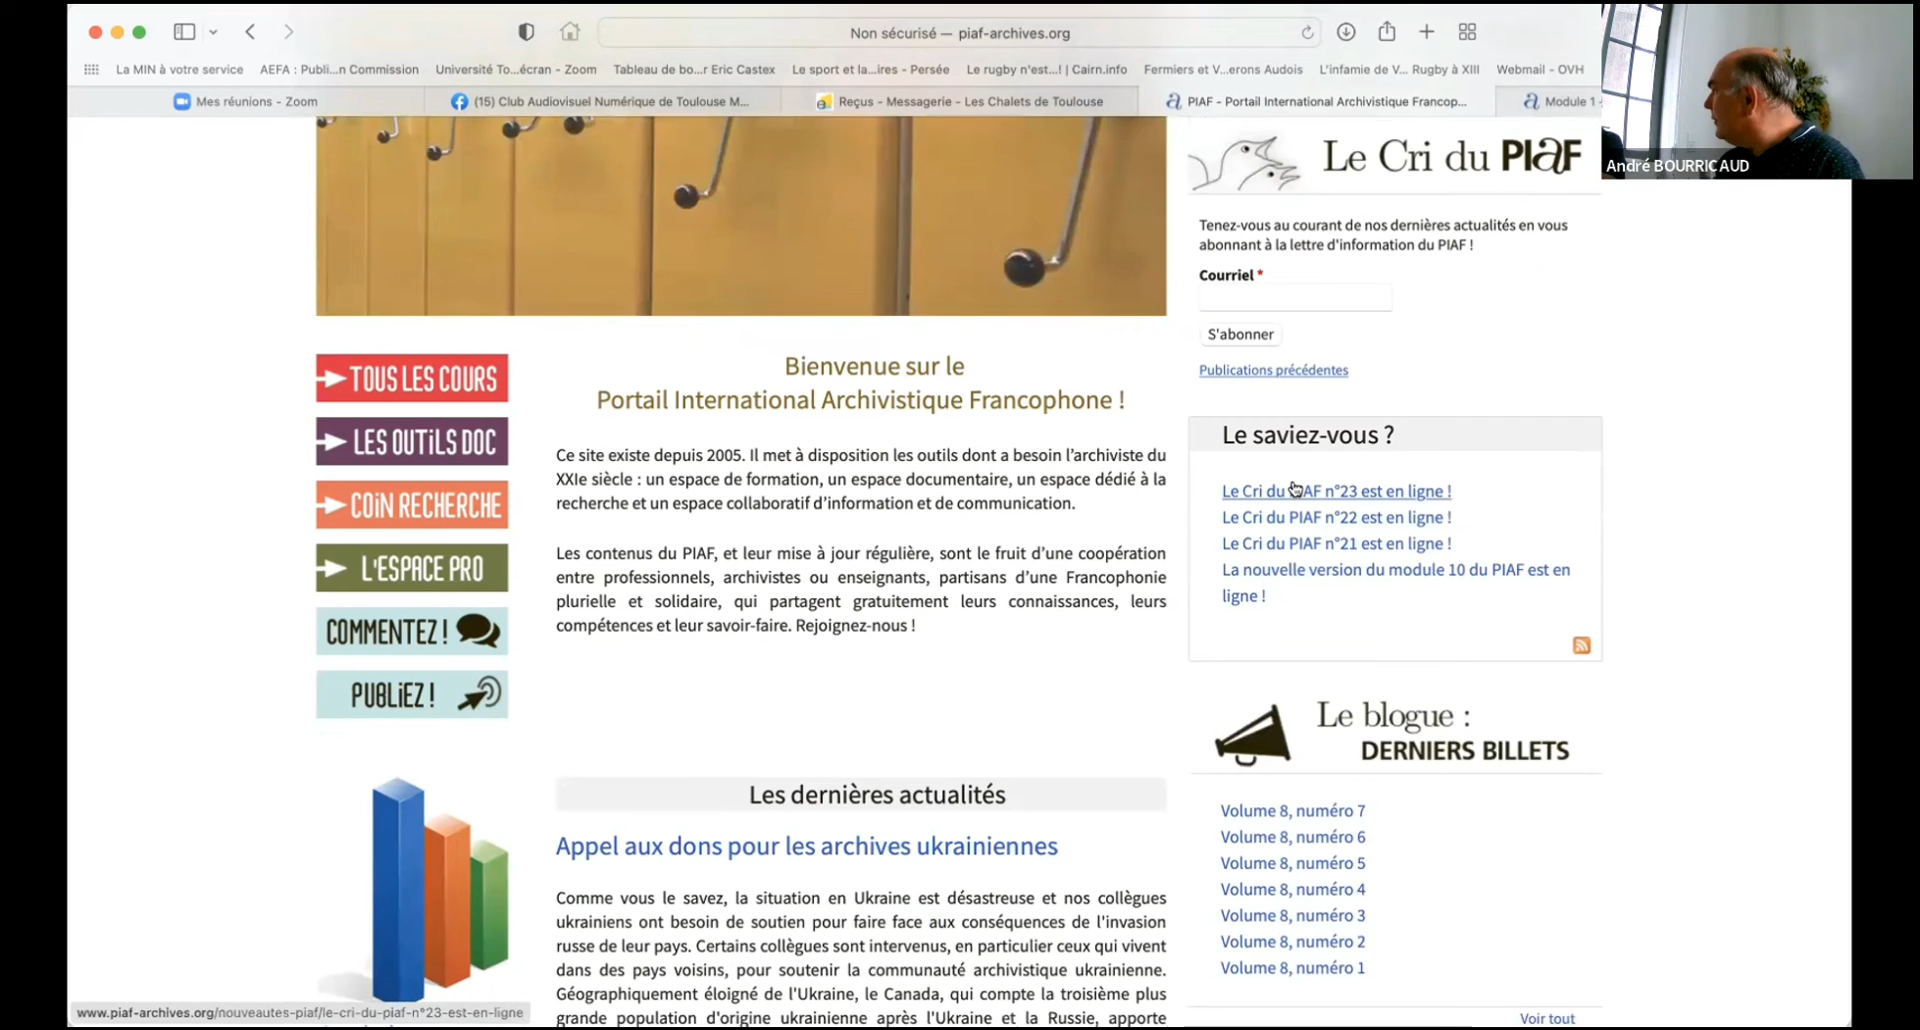 Non sécurisé — piaf-archives.org
La MIN à votre service
AEFA : Publi...n Commission
Université To...écran - Zoom
Tableau de bo...r Eric Castex
Le sport et la...ires - Persée
Le rugby n'est...! | Cairn.info
Fermiers et V...erons Audois
L'infamie de V... Rugby à XIII
Webmail - OVH
Mes réunions - Zoom
(15) Club Audiovisuel Numérique de Toulouse M...
Reçus - Messagerie - Les Chalets de Toulouse
PIAF - Portail International Archivistique Francop...
Module 1
André BOURRICAUD
Le Cri du PIAF
Tenez-vous au courant de nos dernières actualités en vous
abonnant à la lettre d'information du PIAF !
Courriel *
S'abonner
Publications précédentes
TOUS LES COURS
LES OUTILS DOC
COIN RECHERCHE
L'ESPACE PRO
COMMENTEZ !
PUBLIEZ !
Bienvenue sur le
Portail International Archivistique Francophone !
Ce site existe depuis 2005. Il met à disposition les outils dont a besoin l'archiviste du
XXIe siècle : un espace de formation, un espace documentaire, un espace dédié à la
recherche et un espace collaboratif d'information et de communication.
Les contenus du PIAF, et leur mise à jour régulière, sont le fruit d'une coopération
entre professionnels, archivistes ou enseignants, partisans d'une Francophonie
plurielle et solidaire, qui partagent gratuitement leurs connaissances, leurs
compétences et leur savoir-faire. Rejoignez-nous !
Le saviez-vous ?
Le Cri du PIAF n°23 est en ligne !
Le Cri du PIAF n°22 est en ligne !
Le Cri du PIAF n°21 est en ligne !
La nouvelle version du module 10 du PIAF est en
ligne !
Le blogue :
DERNIERS BILLETS
Volume 8, numéro 7
Volume 8, numéro 6
Volume 8, numéro 5
Volume 8, numéro 4
Volume 8, numéro 3
Volume 8, numéro 2
Volume 8, numéro 1
Voir tout
Les dernières actualités
Appel aux dons pour les archives ukrainiennes
Comme vous le savez, la situation en Ukraine est désastreuse et nos collègues
ukrainiens ont besoin de soutien pour faire face aux conséquences de l'invasion
russe de leur pays. Certains collègues sont intervenus, en particulier ceux qui vivent
dans des pays voisins, pour soutenir la communauté archivistique ukrainienne.
Géographiquement éloigné de l'Ukraine, le Canada, qui compte la troisième plus
grande population d'origine ukrainienne après l'Ukraine et la Russie, apporte
www.piaf-archives.org/nouveautes-piaf/le-cri-du-piaf-n°23-est-en-ligne